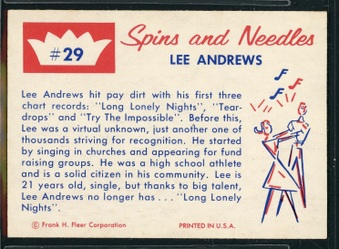 #29
Spins and Needles
LEE ANDREWS
Lee Andrews hit pay dirt with his first three
chart records: "Long Lonely Nights", "Tear-
drops" and "Try The Impossible". Before this,
Lee was a virtual unknown, just another one of
thousands striving for recognition. He started
by singing in churches and appearing for fund
raising groups. He was a high school athlete
and is a solid citizen in his community. Lee is
21 years old, single, but thanks to big talent,
Lee Andrews no longer has . . . "Long Lonely
Nights".
© Frank H. Fleer Corporation PRINTED IN U.S.A.